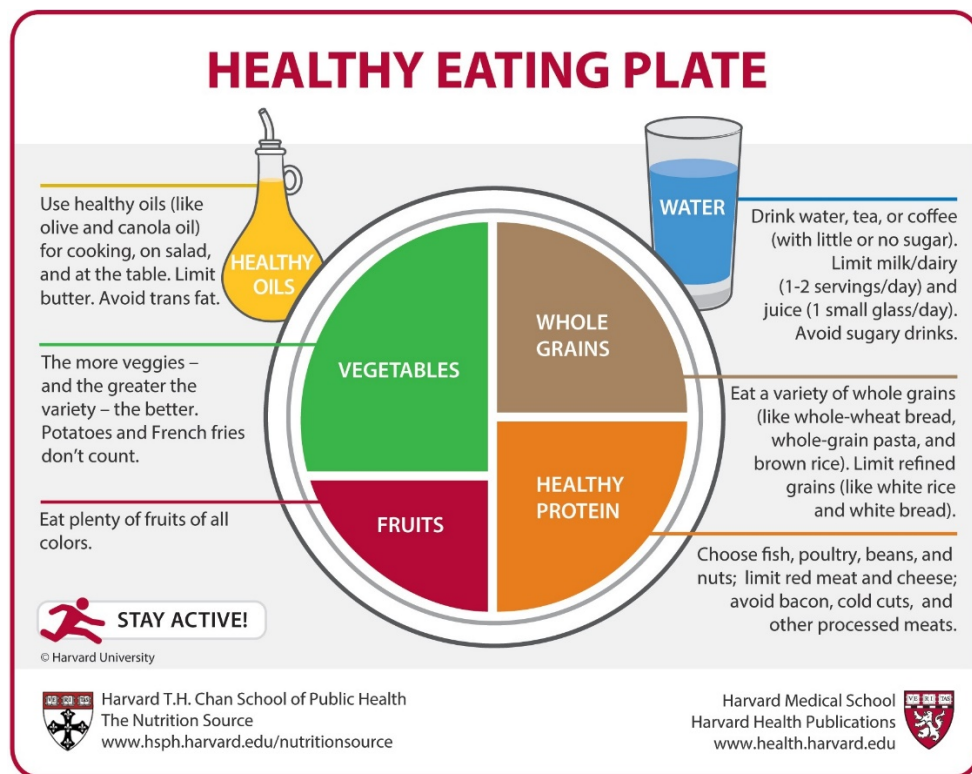 HEALTHY EATING PLATE
HEALTHY
OILS
Use healthy oils (like
olive and canola oil)
for cooking, on salad,
and at the table. Limit
butter. Avoid trans fat.
The more veggies –
and the greater the
variety – the better.
Potatoes and French fries
don’t count.
Eat plenty of fruits of all
colors.
VEGETABLES
FRUITS
WHOLE
GRAINS
HEALTHY
PROTEIN
WATER
Drink water, tea, or coffee
(with little or no sugar).
Limit milk/dairy
(1-2 servings/day) and
juice (1 small glass/day).
Avoid sugary drinks.
Eat a variety of whole grains
(like whole-wheat bread,
whole-grain pasta, and
brown rice). Limit refined
grains (like white rice
and white bread).
Choose fish, poultry, beans, and
nuts; limit red meat and cheese;
avoid bacon, cold cuts, and
other processed meats.
STAY ACTIVE!
© Harvard University
VE RI TAS
Harvard T.H. Chan School of Public Health
The Nutrition Source
www.hsph.harvard.edu/nutritionsource
Harvard Medical School
Harvard Health Publications
www.health.harvard.edu
VE RI TAS